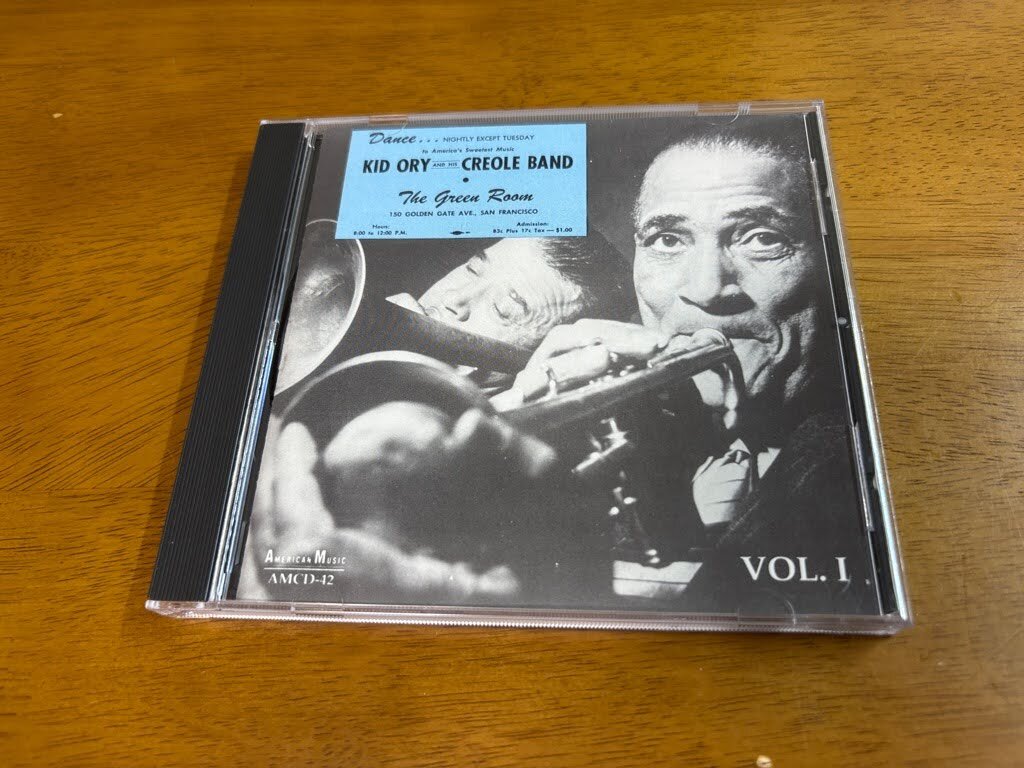 Dance... NIGHTLY EXCEPT TUESDAY
to America's Sweetest Music
KID ORY AND HIS CREOLE BAND
The Green Room
150 GOLDEN GATE AVE., SAN FRANCISCO
Hours:
8:00 to 12:00 P.M.
Admission:
83c Plus 17c Tax — $1.00
AMERICAN MUSIC
AMCD-42
VOL. I